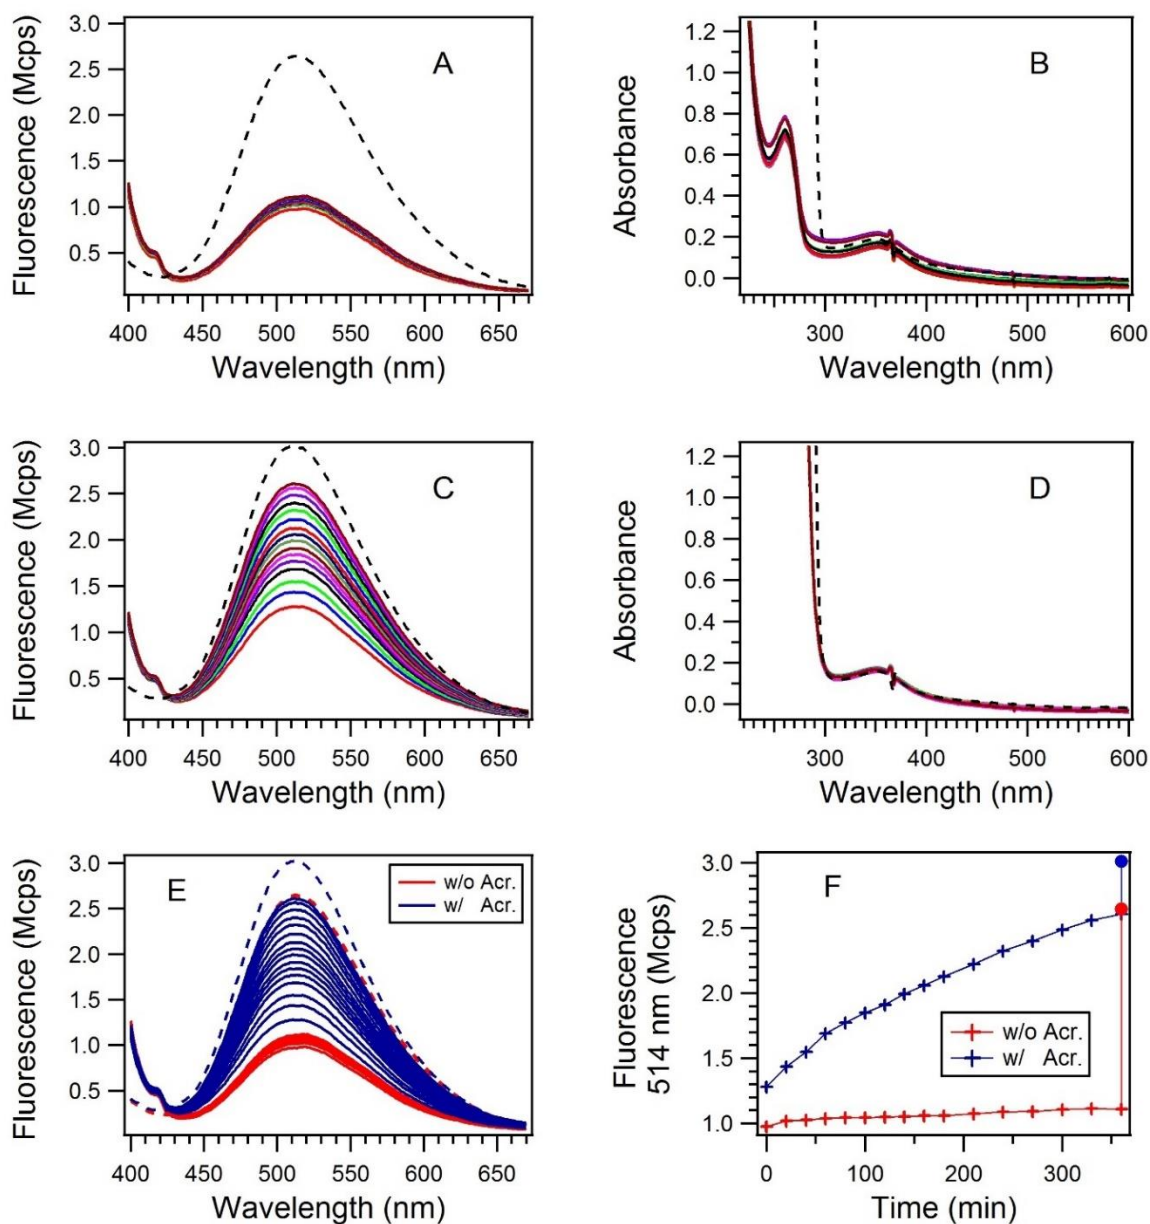 A
Fluorescence (Mcps)
3.0
2.5
2.0
1.5
1.0
0.5
400 450 500 550 600 650
Wavelength (nm)
B
Absorbance
1.2
1.0
0.8
0.6
0.4
0.2
0.0
300 400 500 600
Wavelength (nm)
C
Fluorescence (Mcps)
3.0
2.5
2.0
1.5
1.0
0.5
400 450 500 550 600 650
Wavelength (nm)
D
Absorbance
1.2
1.0
0.8
0.6
0.4
0.2
0.0
300 400 500 600
Wavelength (nm)
E
Fluorescence (Mcps)
3.0
2.5
2.0
1.5
1.0
0.5
w/o Acr.
w/ Acr.
400 450 500 550 600 650
Wavelength (nm)
F
Fluorescence
514 nm (Mcps)
3.0
2.5
2.0
1.5
1.0
w/o Acr.
w/ Acr.
0 100 200 300
Time (min)